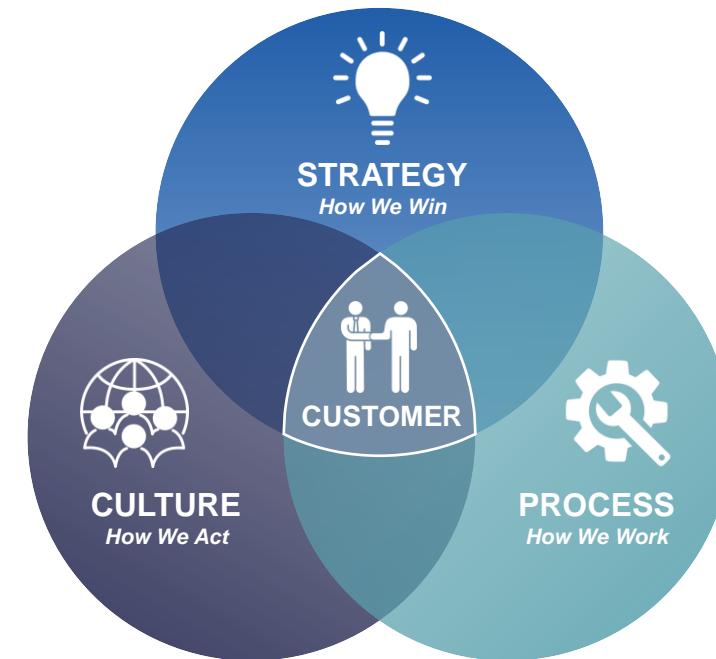 STRATEGY
How We Win
CUSTOMER
CULTURE
How We Act
PROCESS
How We Work